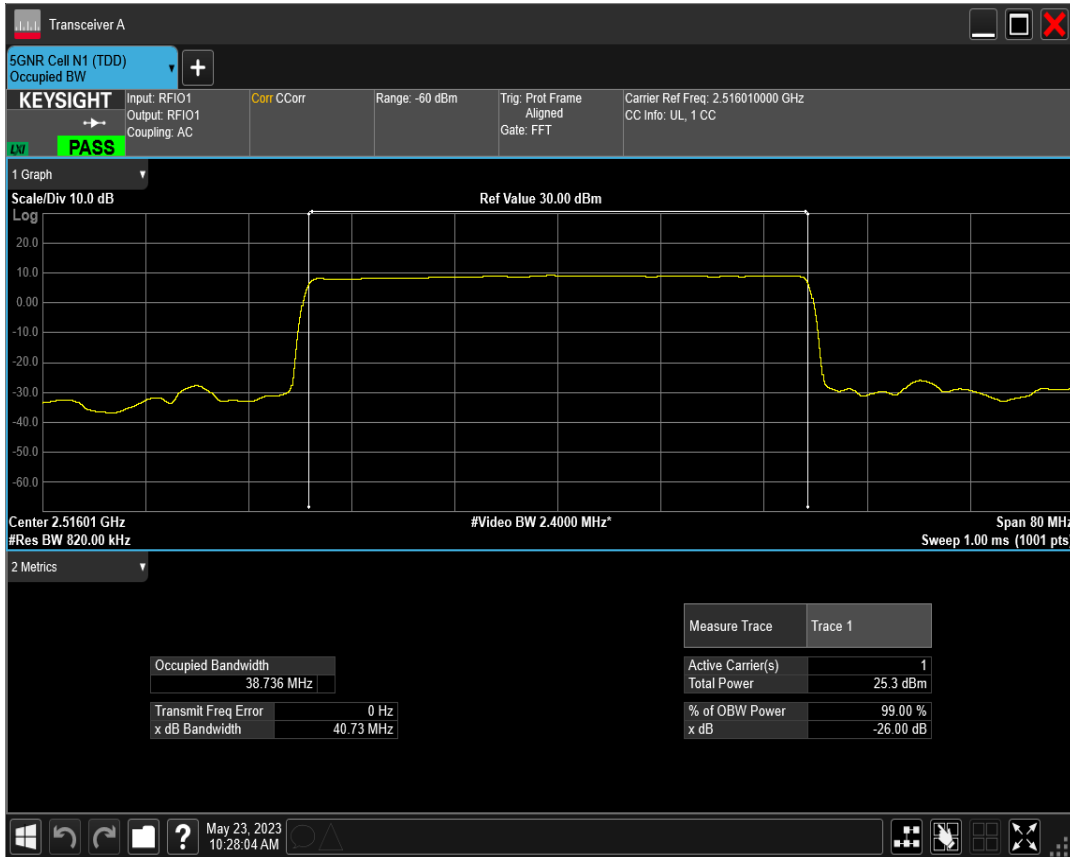 Transceiver A
5GNR Cell N1 (TDD)
Occupied BW
+
KEYSIGHT
LXI
PASS
Input: RFIO1
Output: RFIO1
Coupling: AC
Corr CCorr
Range: -60 dBm
Trig: Prot Frame
Aligned
Gate: FFT
Carrier Ref Freq: 2.516010000 GHz
CC Info: UL, 1 CC
1 Graph
Scale/Div 10.0 dB
Ref Value 30.00 dBm
Log
20.0
10.0
0.00
-10.0
-20.0
-30.0
-40.0
-50.0
-60.0
Center 2.51601 GHz
#Video BW 2.4000 MHz*
Span 80 MHz
#Res BW 820.00 kHz
Sweep 1.00 ms (1001 pts)
2 Metrics
Measure Trace Trace 1
Occupied Bandwidth
38.736 MHz
Active Carrier(s) 1
Total Power 25.3 dBm
Transmit Freq Error 0 Hz
x dB Bandwidth 40.73 MHz
% of OBW Power 99.00 %
x dB -26.00 dB
?
May 23, 2023
10:28:04 AM